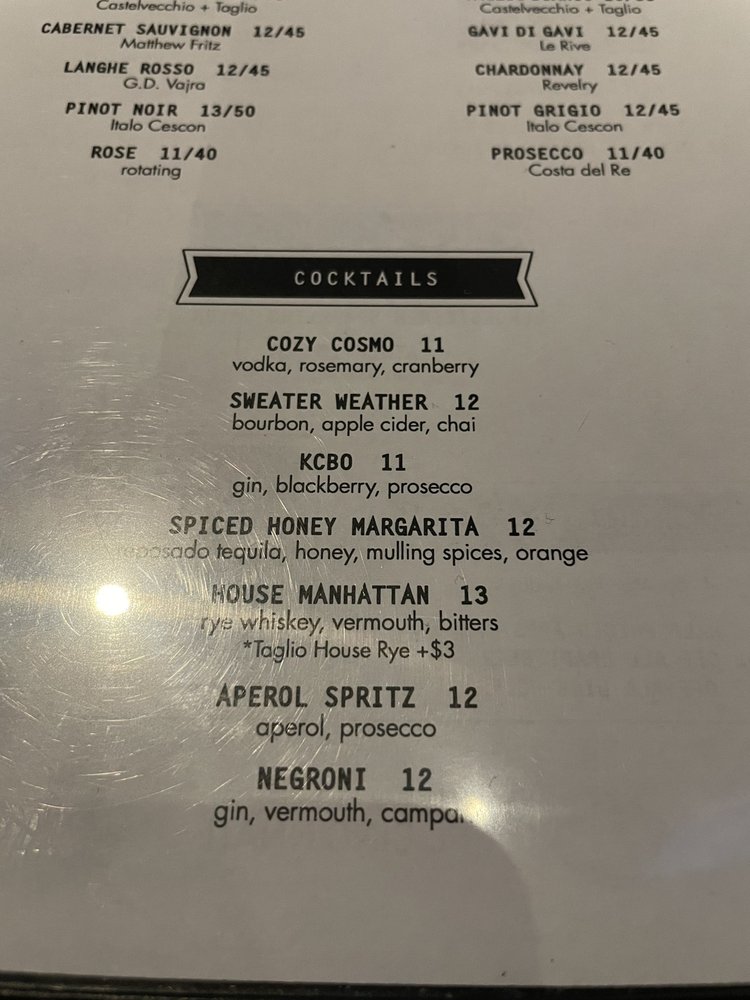 Castelvecchio + Taglio
Castelvecchio + Taglio
CABERNET SAUVIGNON 12/45
Matthew Fritz
GAVI DI GAVI 12/45
Le Rive
LANGHE ROSSO 12/45
G.D. Vajra
CHARDONNAY 12/45
Revelry
PINOT NOIR 13/50
Italo Cescon
PINOT GRIGIO 12/45
Italo Cescon
ROSE 11/40
rotating
PROSECCO 11/40
Costa del Re
COCKTAILS
COZY COSMO 11
vodka, rosemary, cranberry
SWEATER WEATHER 12
bourbon, apple cider, chai
KCBO 11
gin, blackberry, prosecco
SPICED HONEY MARGARITA 12
reposado tequila, honey, mulling spices, orange
HOUSE MANHATTAN 13
rye whiskey, vermouth, bitters
*Taglio House Rye +$3
APEROL SPRITZ 12
aperol, prosecco
NEGRONI 12
gin, vermouth, campari